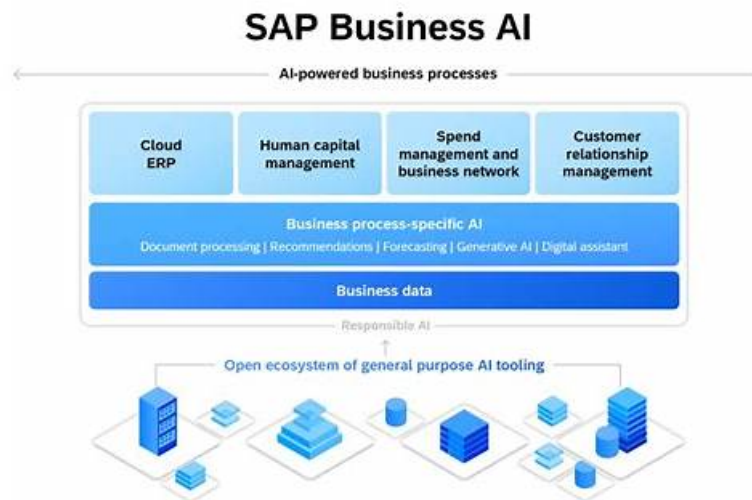 SAP Business AI
AI-powered business processes
Cloud
ERP
Human capital
management
Spend
management and
business network
Customer
relationship
management
Business process-specific AI
Document processing | Recommendations | Forecasting | Generative AI | Digital assistant
Business data
Responsible AI
Open ecosystem of general purpose AI tooling